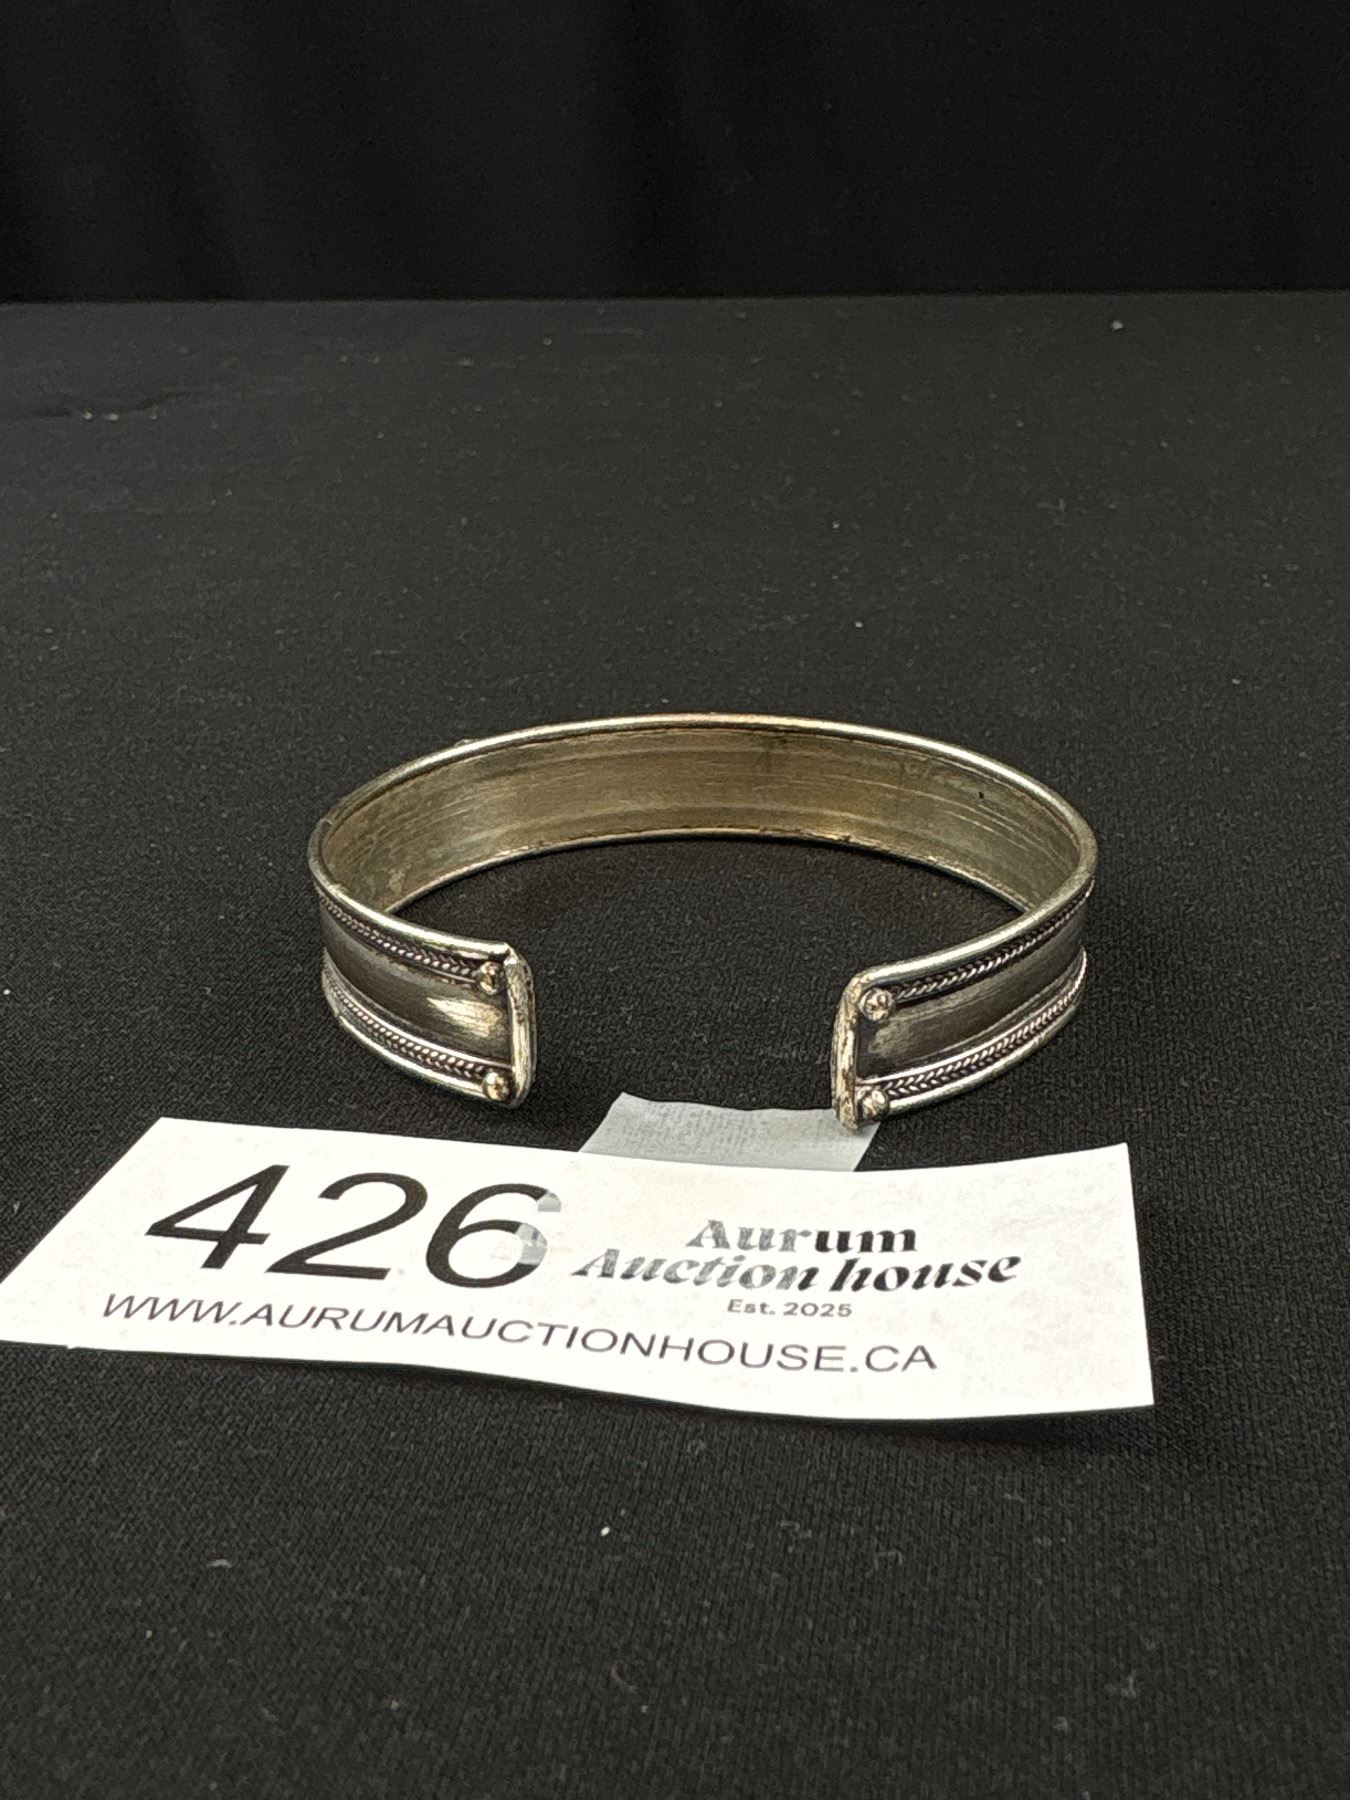 426
Aurum
Auction house
Est. 2025
WWW.AURUMAUCTIONHOUSE.CA